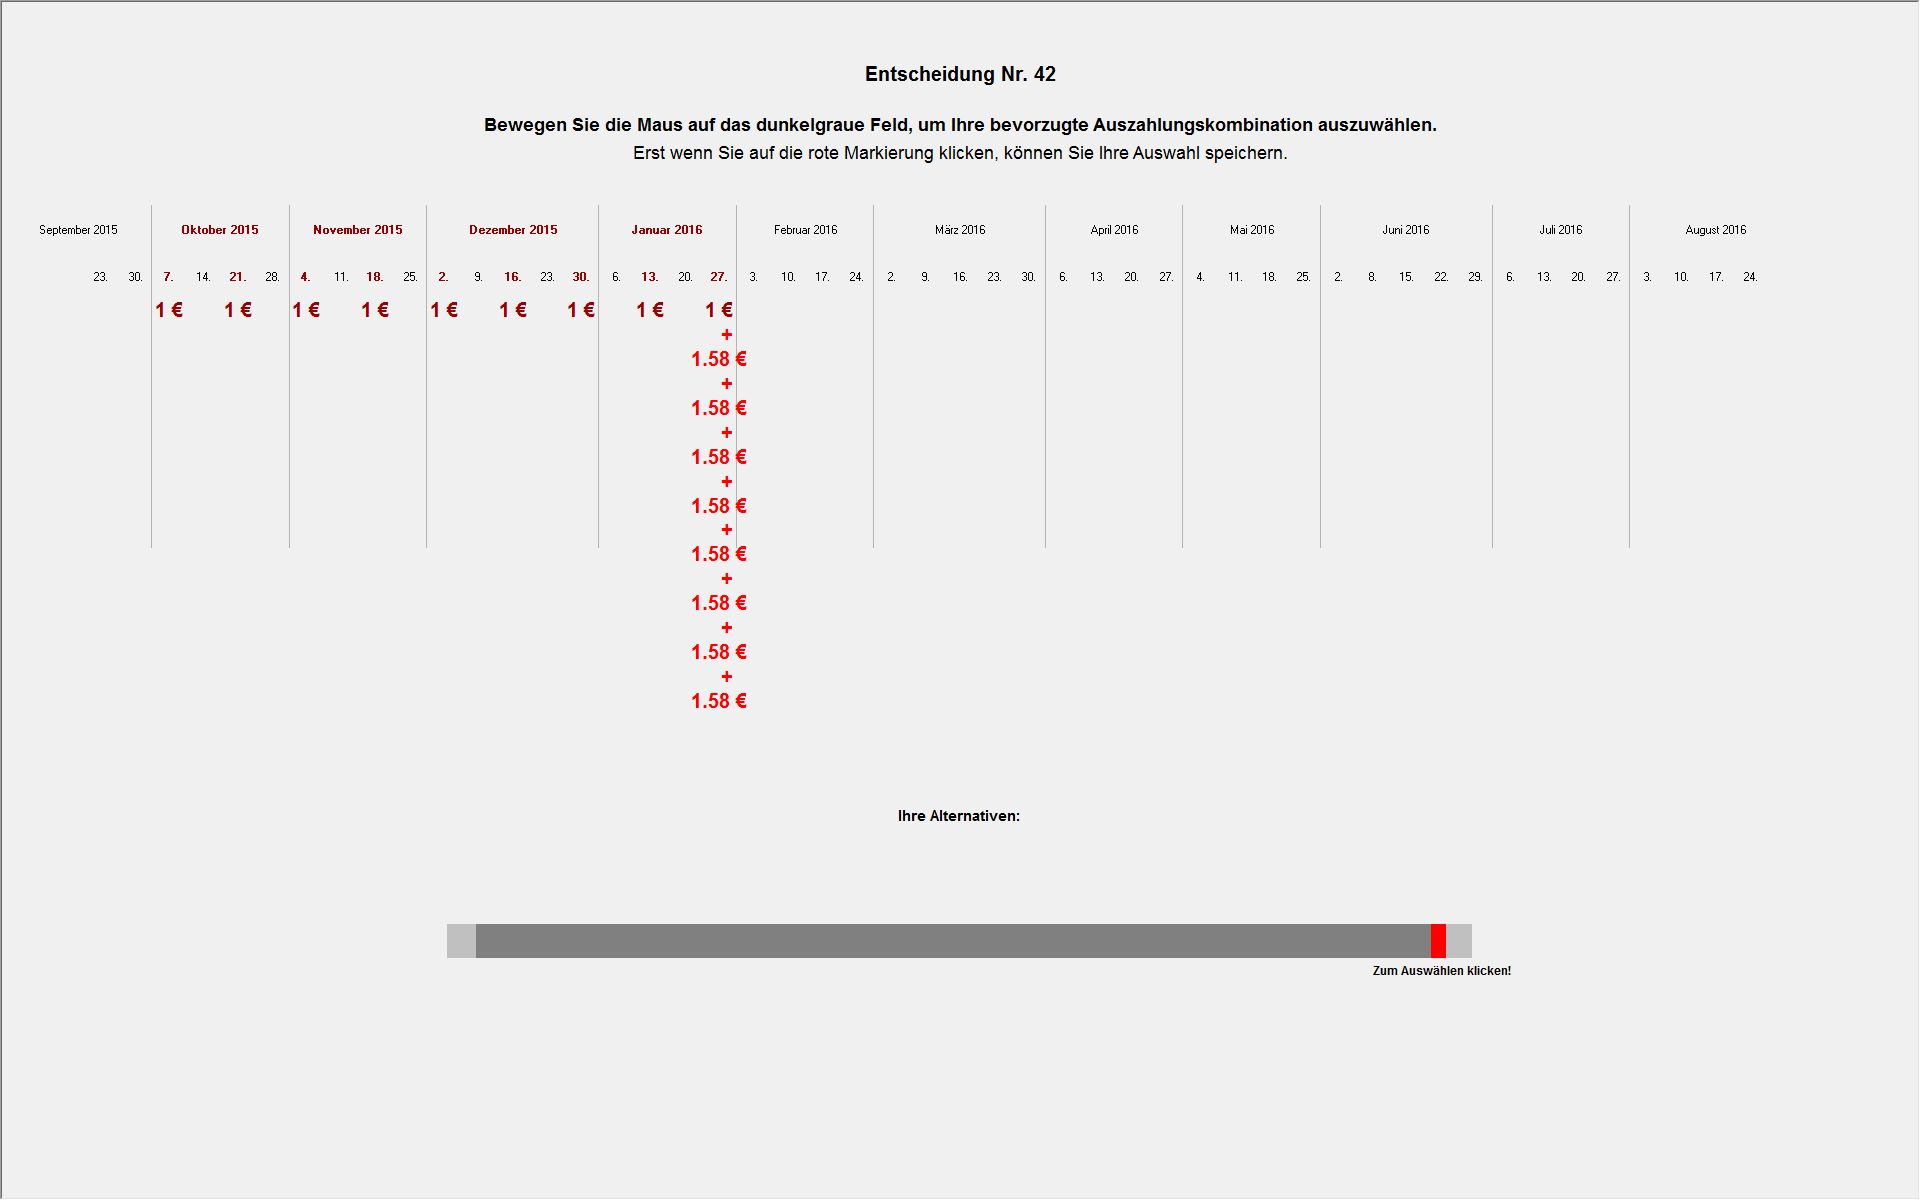 Entscheidung Nr. 42
Bewegen Sie die Maus auf das dunkelgraue Feld, um Ihre bevorzugte Auszahlungskombination auszuwählen.
Erst wenn Sie auf die rote Markierung klicken, können Sie Ihre Auswahl speichern.
September 2015 Oktober 2015 November 2015 Dezember 2015 Januar 2016 Februar 2016 März 2016 April 2016 Mai 2016 Juni 2016 Juli 2016 August 2016
23. 30. 7. 14. 21. 28. 4. 11. 18. 25. 2. 9. 16. 23. 30. 6. 13. 20. 27. 3. 10. 17. 24. 2. 9. 16. 23. 30. 6. 13. 20. 27. 4. 11. 18. 25. 2. 8. 15. 22. 29. 6. 13. 20. 27. 3. 10. 17. 24.
1 € 1 € 1 € 1 € 1 € 1 € 1 € 1 € 1 €
+
1.58 €
+
1.58 €
+
1.58 €
+
1.58 €
+
1.58 €
+
1.58 €
+
1.58 €
+
1.58 €
Ihre Alternativen:
Zum Auswählen klicken!